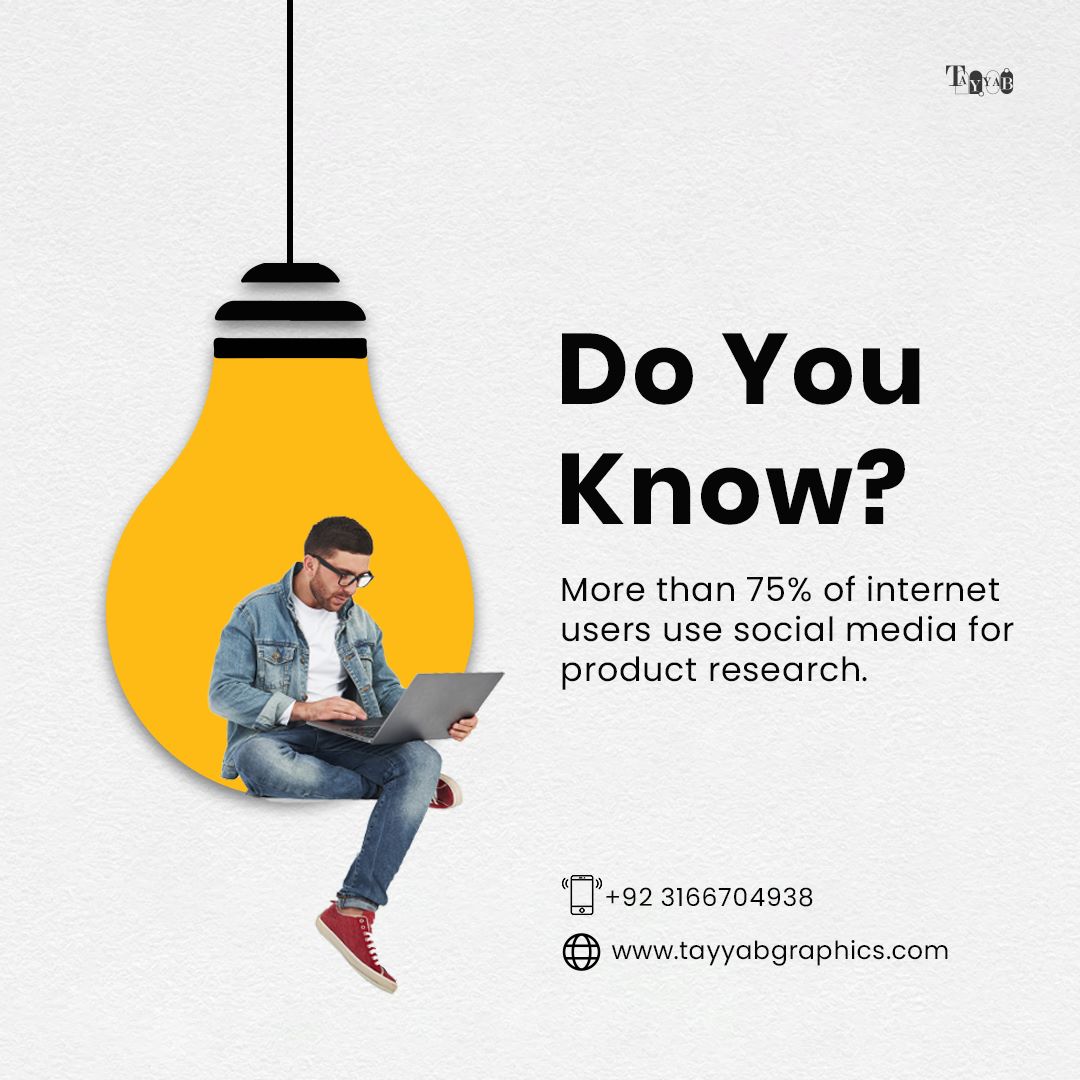 TAYYAB
Do You
Know?
More than 75% of internet
users use social media for
product research.
+92 3166704938
www.tayyabgraphics.com